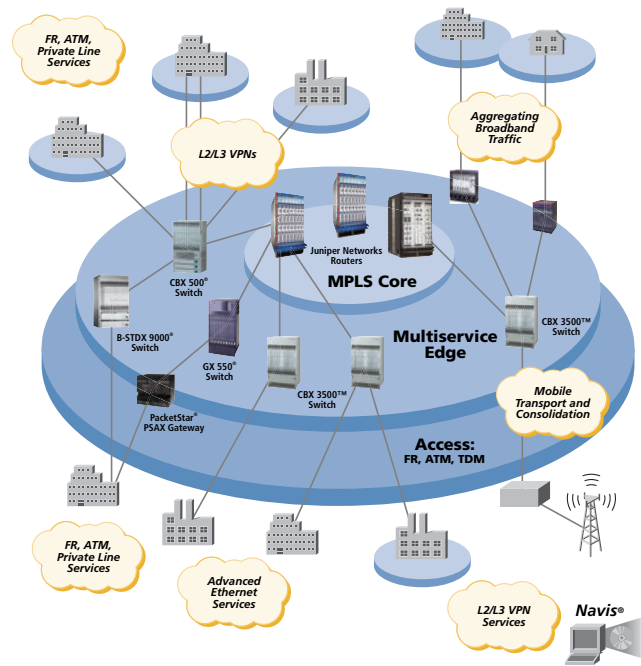 FR, ATM,
Private Line
Services
L2/L3 VPNs
Aggregating
Broadband
Traffic
Juniper Networks
Routers
MPLS Core
CBX 500®
Switch
B-STDX 9000®
Switch
GX 550®
Switch
Multiservice
Edge
CBX 3500™
Switch
CBX 3500™
Switch
PacketStar®
PSAX Gateway
Mobile
Transport and
Consolidation
Access:
FR, ATM, TDM
FR, ATM,
Private Line
Services
Advanced
Ethernet
Services
L2/L3 VPN
Services
Navis®